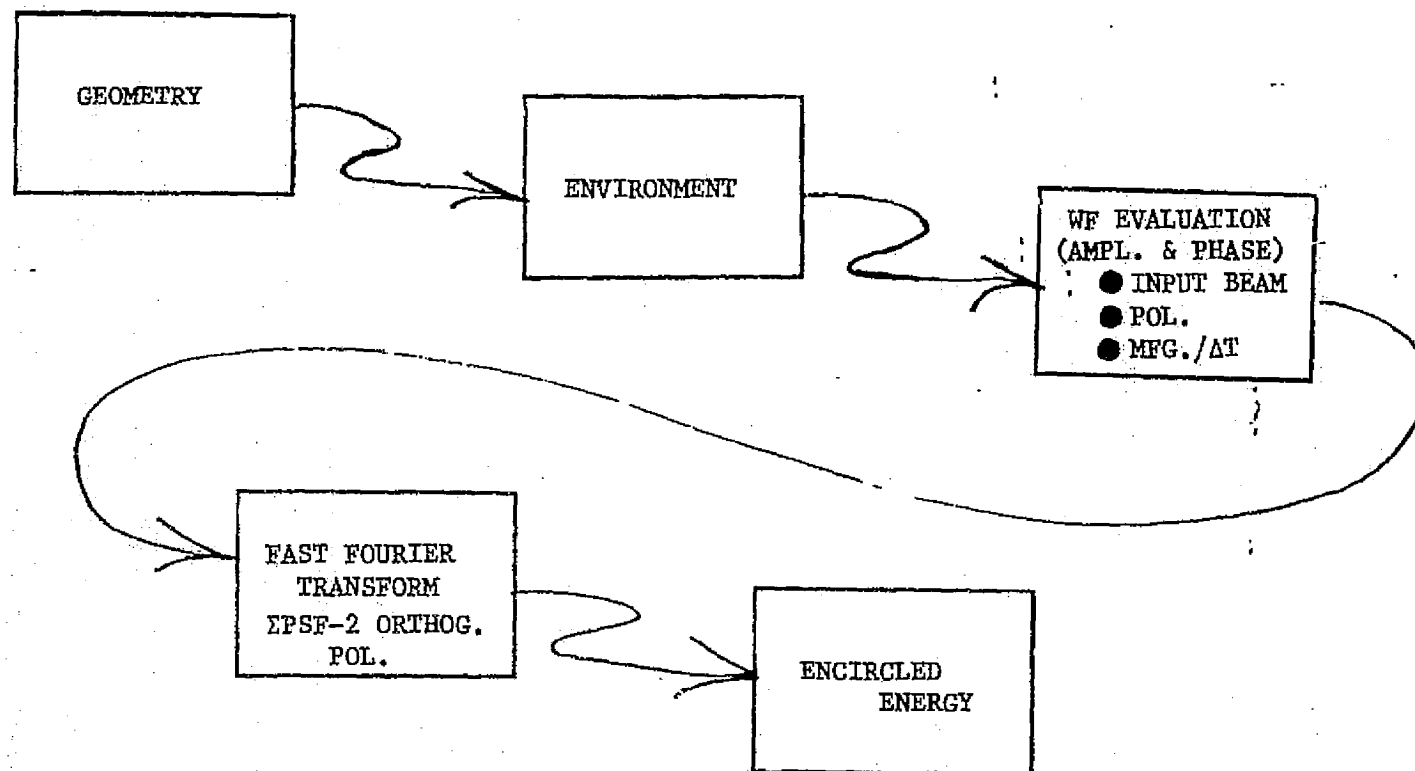 GEOMETRY
ENVIRONMENT
WF EVALUATION
(AMPL. & PHASE)
● INPUT BEAM
● POL.
● MFG./ΔT
FAST FOURIER
TRANSFORM
ΣPSF-2 ORTHOG.
POL.
ENCIRCLED
ENERGY